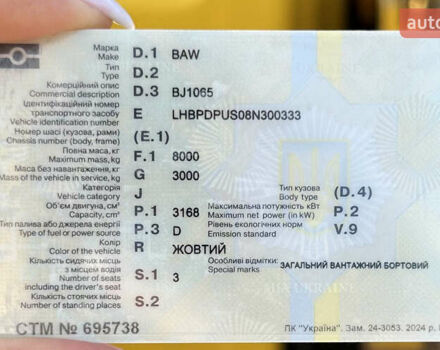 auto
Марка D.1 BAW
Make
Тип D.2
Type
Комерційний опис D.3 BJ1065
Commercial description
Ідентифікаційний номер
транспортного засобу E LHBPDPUS08N300333
Vehicle identification number
Номер шасі (кузова, рами) (E.1)
Chassis number (body, frame)
Повна маса, кг F.1 8000
Maximum mass, kg
Маса без навантаження, кг G 3000
Mass of the vehicle in service, kg
Категорія J Тип кузова (D.4)
Vehicle category Body type
Об'єм двигуна, см³ P.1 3168 Максимальна потужність кВт P.2
Capacity, cm³ Maximum net power (in kW)
Тип палива або джерела енергії P.3 D Рівень екологічних норм V.9
Type of fuel or power source Emission standard
Колір R ЖОВТИЙ
Color of the vehicle
Кількість сидячих місць Особливі відмітки: ЗАГАЛЬНИЙ ВАНТАЖНИЙ БОРТОВИЙ
з місцем водія Special marks
Number of seats S.1 3
including the driver's seat
Кількість стоячих місць S.2
Number of standing places
СТМ № 695738
ПК "Україна". Зам. 24-3053. 2024 р.